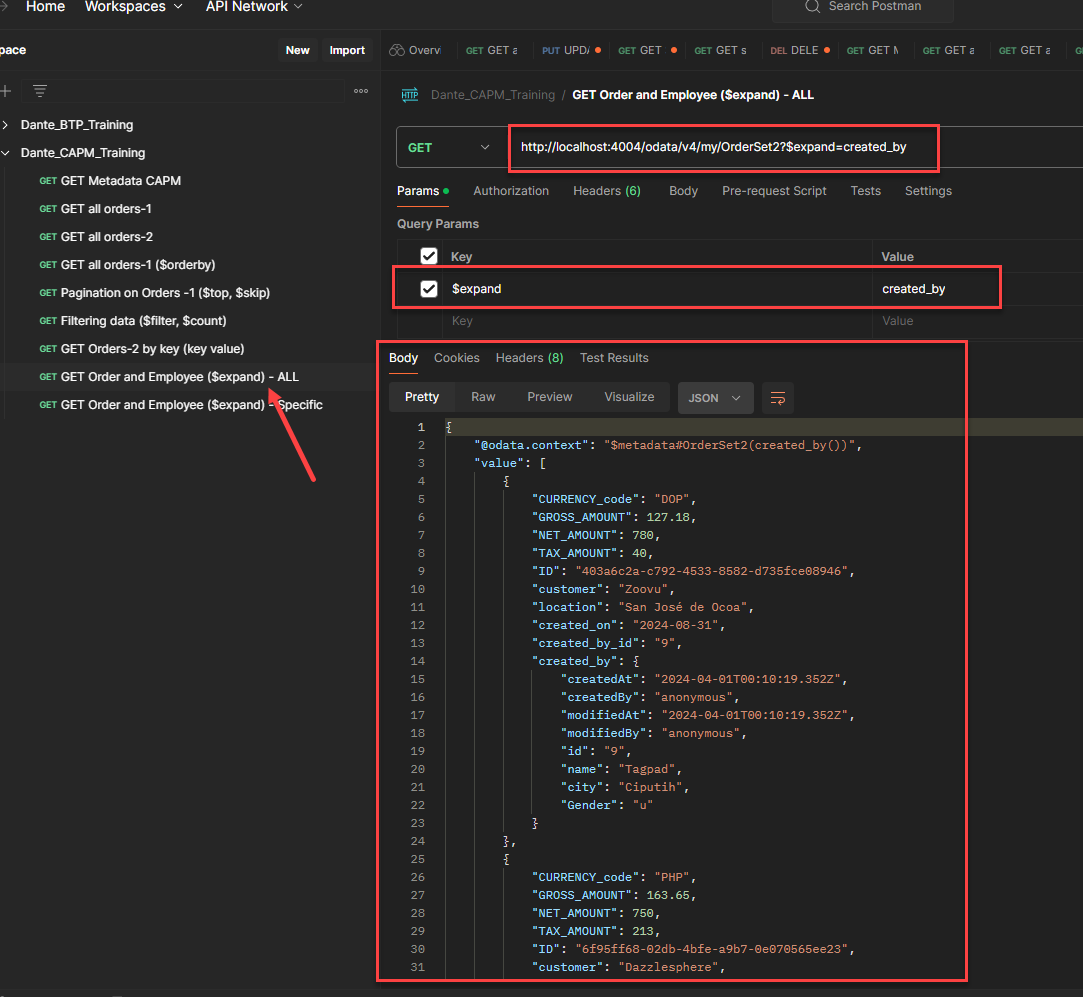 Home Workspaces API Network Search Postman
pace New Import Overvi GET GET a PUT UPD GET GET GET GET s DEL DELE GET GET M GET GET a GET GET a
HTTP Dante_CAPM_Training / GET Order and Employee ($expand) - ALL
Dante_BTP_Training
Dante_CAPM_Training
GET GET Metadata CAPM
GET GET all orders-1
GET GET all orders-2
GET GET all orders-1 ($orderby)
GET Pagination on Orders -1 ($top, $skip)
GET Filtering data ($filter, $count)
GET GET Orders-2 by key (key value)
GET GET Order and Employee ($expand) - ALL
GET GET Order and Employee ($expand) - Specific
GET http://localhost:4004/odata/v4/my/OrderSet2?$expand=created_by
Params Authorization Headers (6) Body Pre-request Script Tests Settings
Query Params
Key Value
$expand created_by
Key Value
Body Cookies Headers (8) Test Results
Pretty Raw Preview Visualize JSON
1 {
2 "@odata.context": "$metadata#OrderSet2(created_by())",
3 "value": [
4 {
5 "CURRENCY_code": "DOP",
6 "GROSS_AMOUNT": 127.18,
7 "NET_AMOUNT": 780,
8 "TAX_AMOUNT": 40,
9 "ID": "403a6c2a-c792-4533-8582-d735fce08946",
10 "customer": "Zoovu",
11 "location": "San José de Ocoa",
12 "created_on": "2024-08-31",
13 "created_by_id": "9",
14 "created_by": {
15 "createdAt": "2024-04-01T00:10:19.352Z",
16 "createdBy": "anonymous",
17 "modifiedAt": "2024-04-01T00:10:19.352Z",
18 "modifiedBy": "anonymous",
19 "id": "9",
20 "name": "Tagpad",
21 "city": "Ciputih",
22 "Gender": "u"
23 }
24 },
25 {
26 "CURRENCY_code": "PHP",
27 "GROSS_AMOUNT": 163.65,
28 "NET_AMOUNT": 750,
29 "TAX_AMOUNT": 213,
30 "ID": "6f95ff68-02db-4bfe-a9b7-0e070565ee23",
31 "customer": "Dazzlesphere",